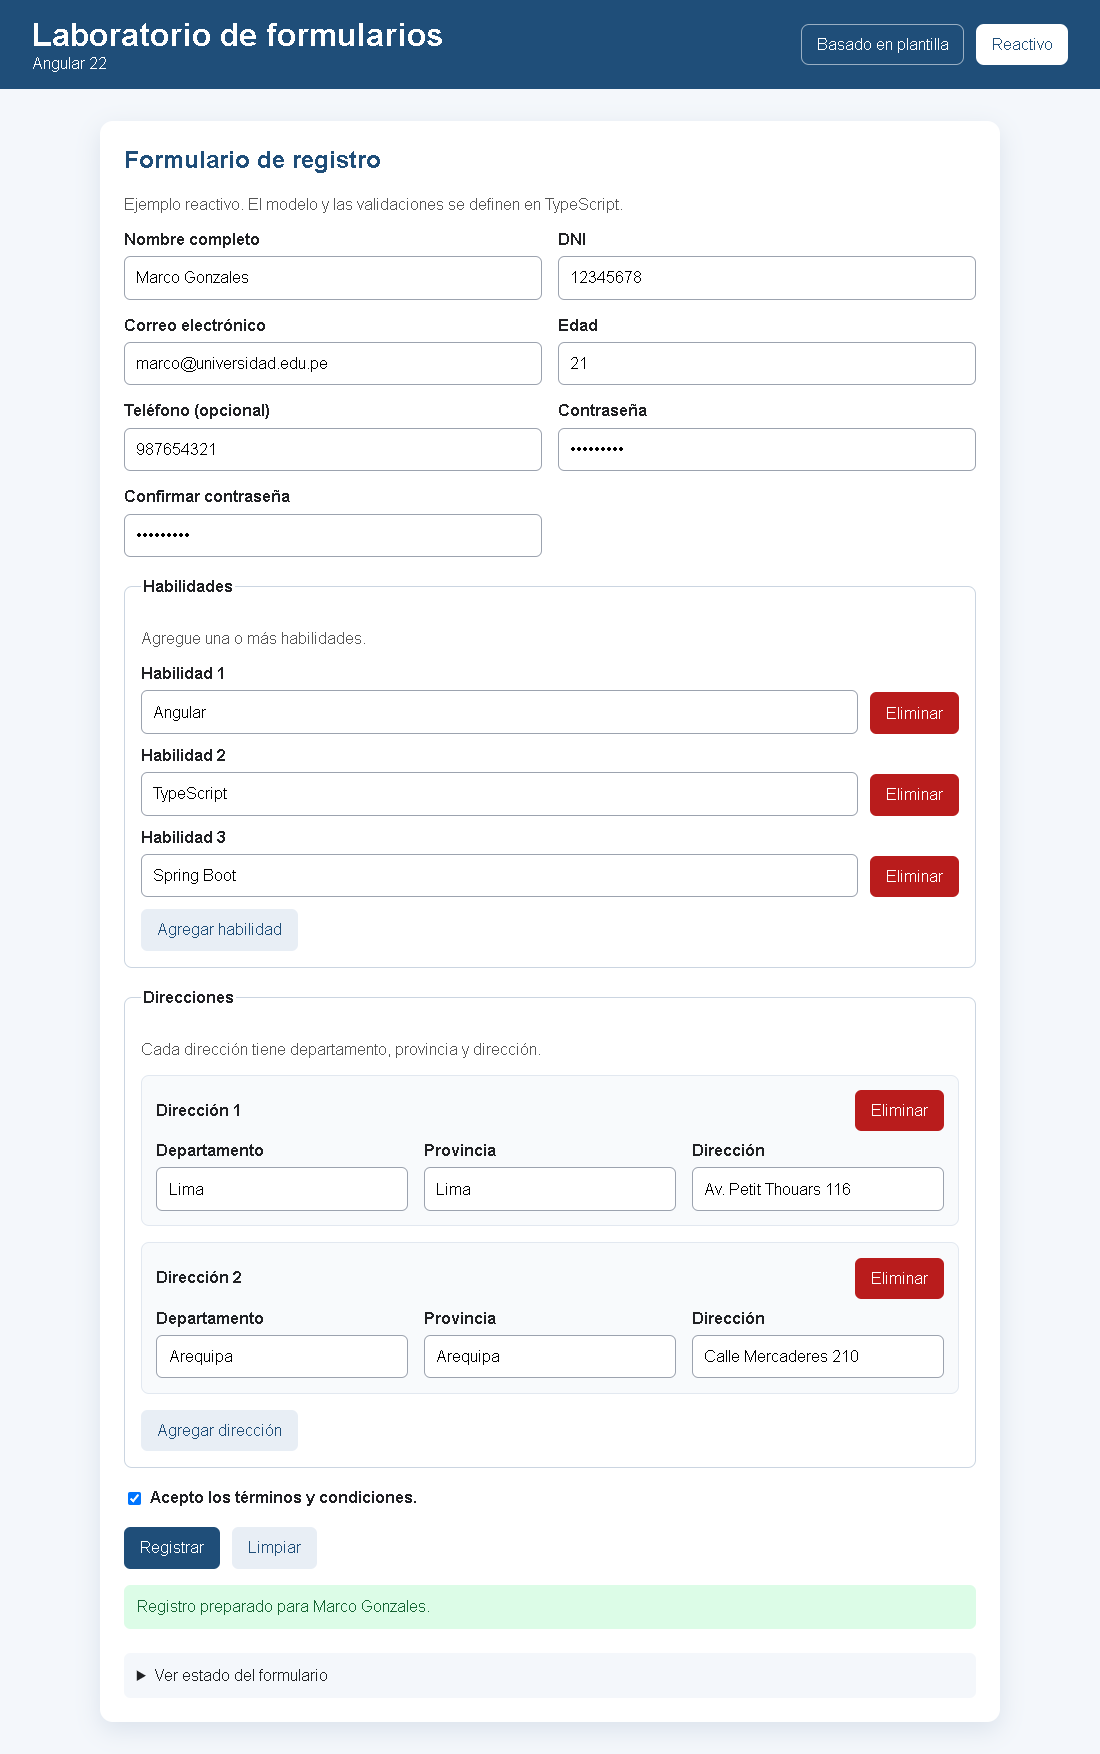 Laboratorio de formularios
Angular 22
Basado en plantilla
Reactivo
Formulario de registro
Ejemplo reactivo. El modelo y las validaciones se definen en TypeScript.
Nombre completo
DNI
Marco Gonzales
12345678
Correo electrónico
Edad
marco@universidad.edu.pe
21
Teléfono (opcional)
Contraseña
987654321
•••••••••
Confirmar contraseña
•••••••••
Habilidades
Agregue una o más habilidades.
Habilidad 1
Angular
Eliminar
Habilidad 2
TypeScript
Eliminar
Habilidad 3
Spring Boot
Eliminar
Agregar habilidad
Direcciones
Cada dirección tiene departamento, provincia y dirección.
Dirección 1
Eliminar
Departamento
Provincia
Dirección
Lima
Lima
Av. Petit Thouars 116
Dirección 2
Eliminar
Departamento
Provincia
Dirección
Arequipa
Arequipa
Calle Mercaderes 210
Agregar dirección
Acepto los términos y condiciones.
Registrar
Limpiar
Registro preparado para Marco Gonzales.
Ver estado del formulario